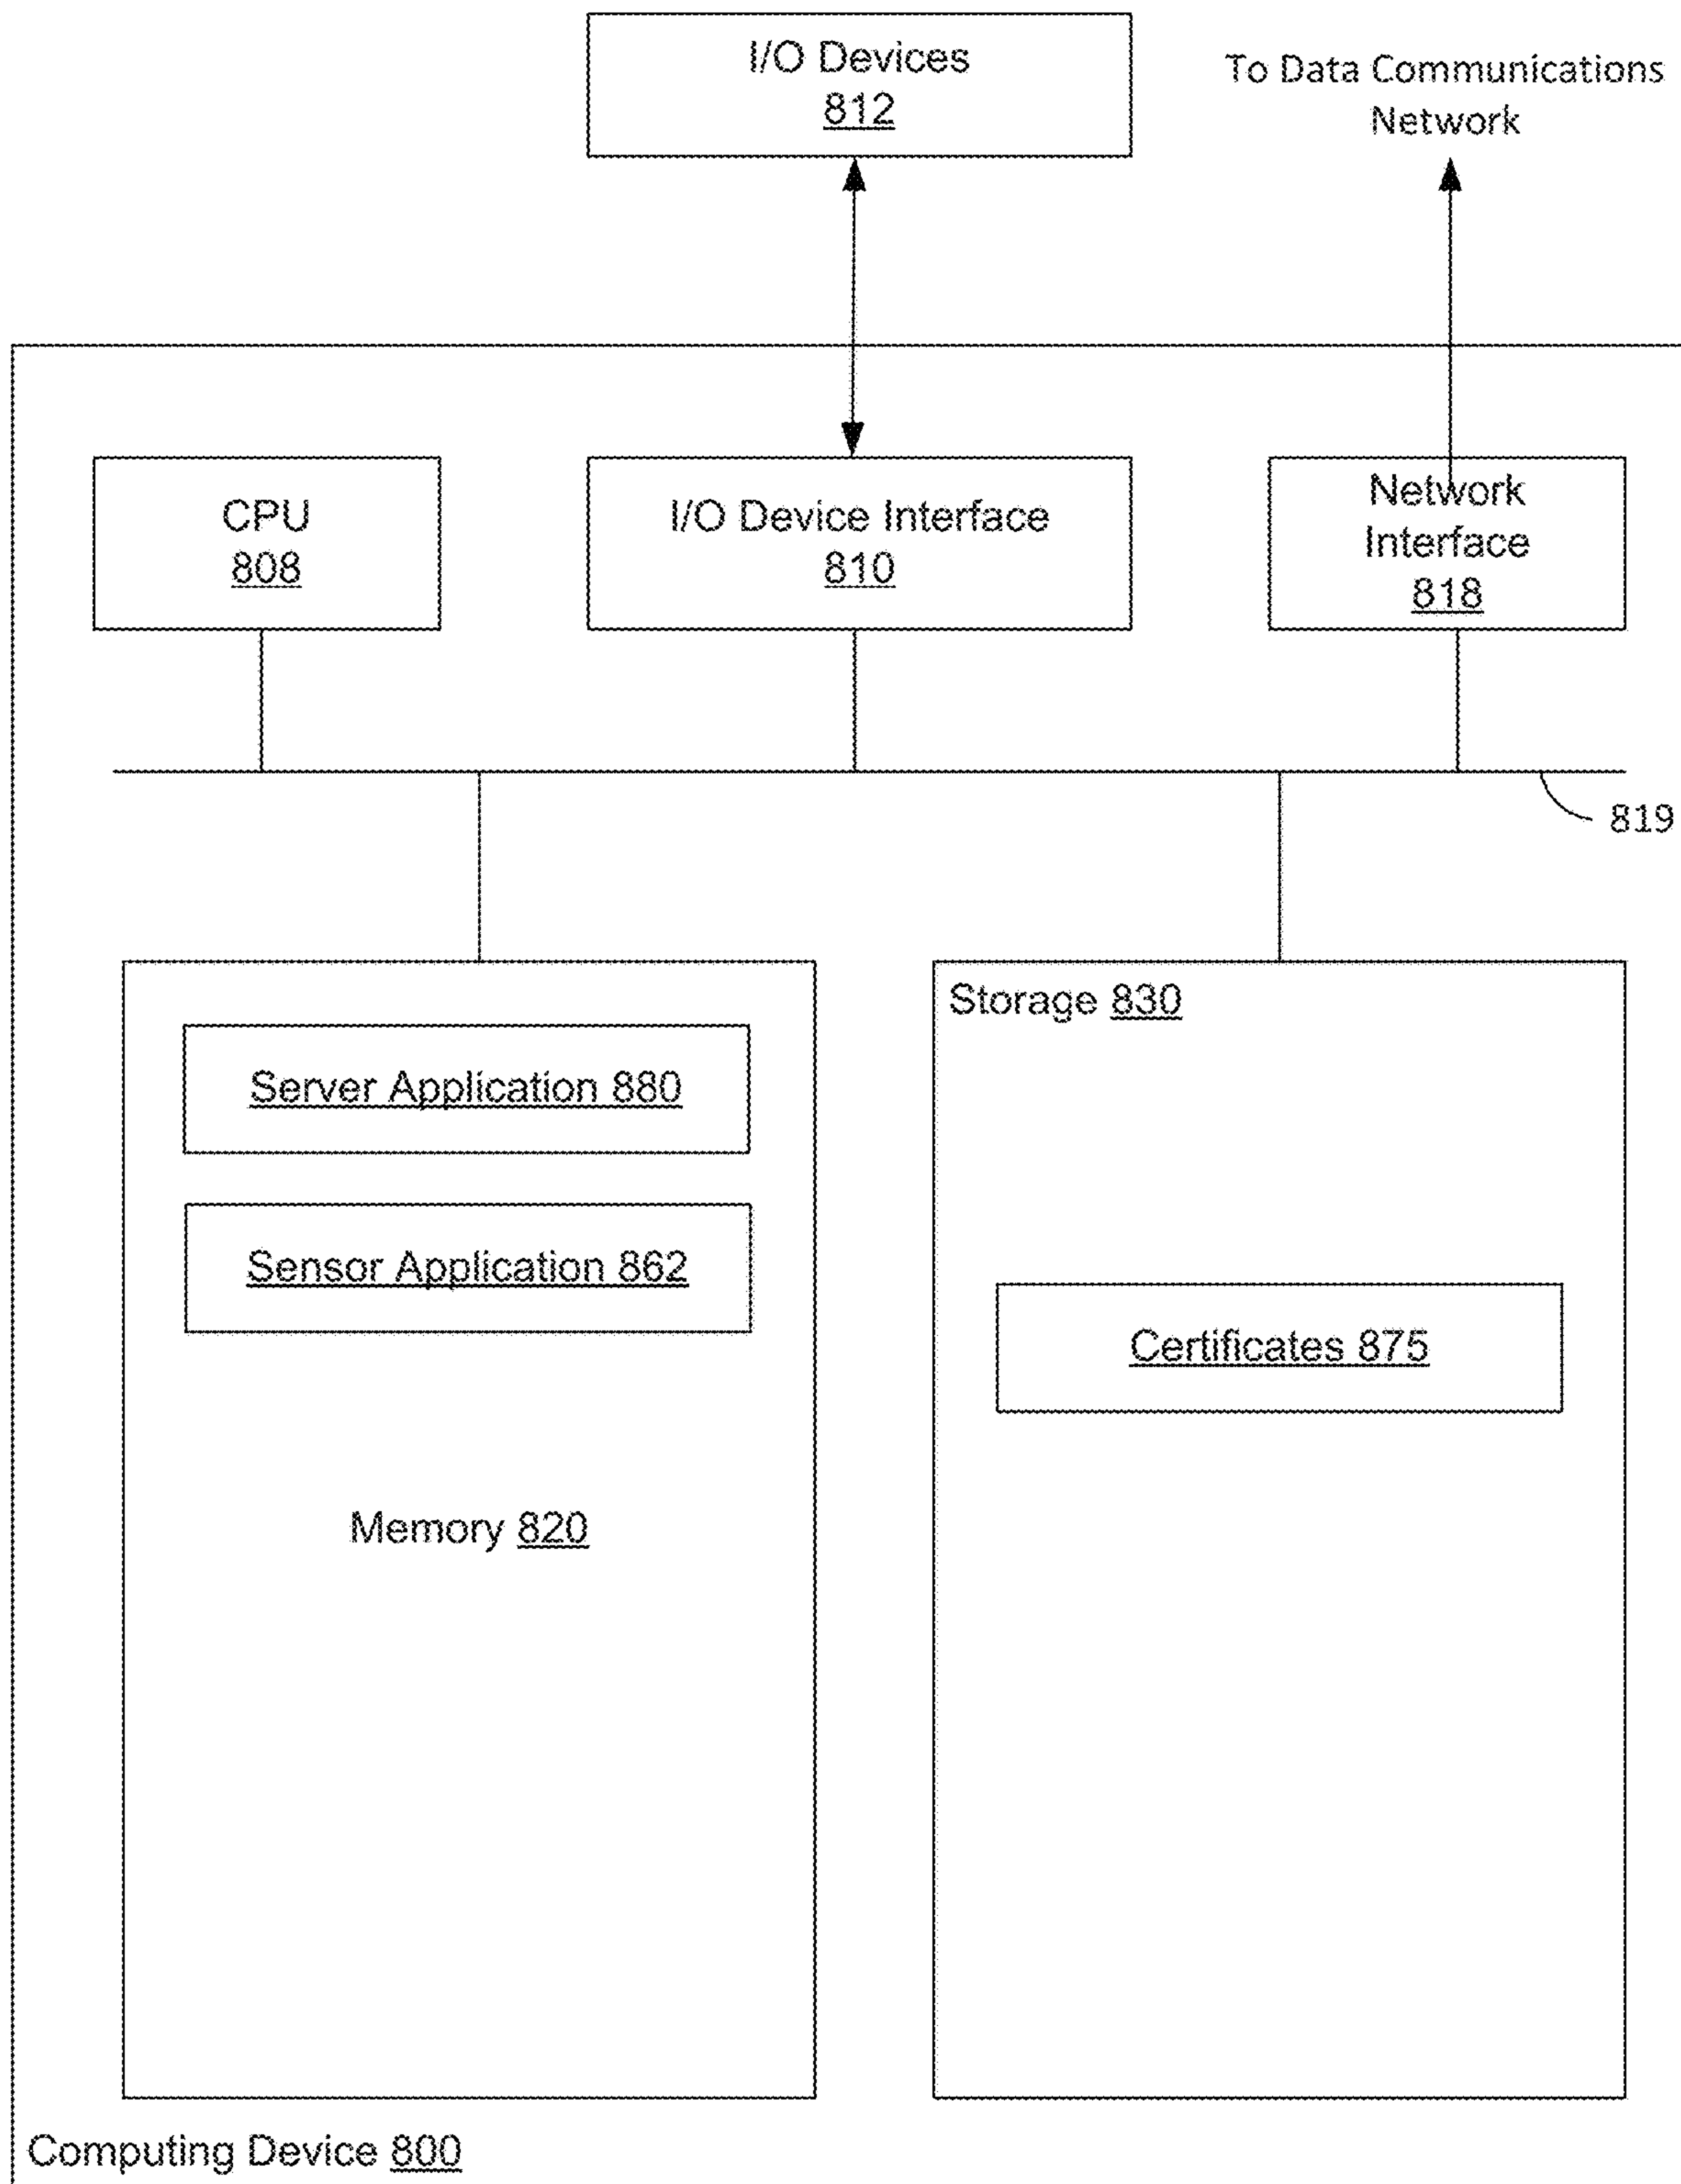 I/O Devices
812
To Data Communications
Network
CPU
808
I/O Device Interface
810
Network
Interface
818
819
Server Application 880
Sensor Application 862
Memory 820
Storage 830
Certificates 875
Computing Device 800